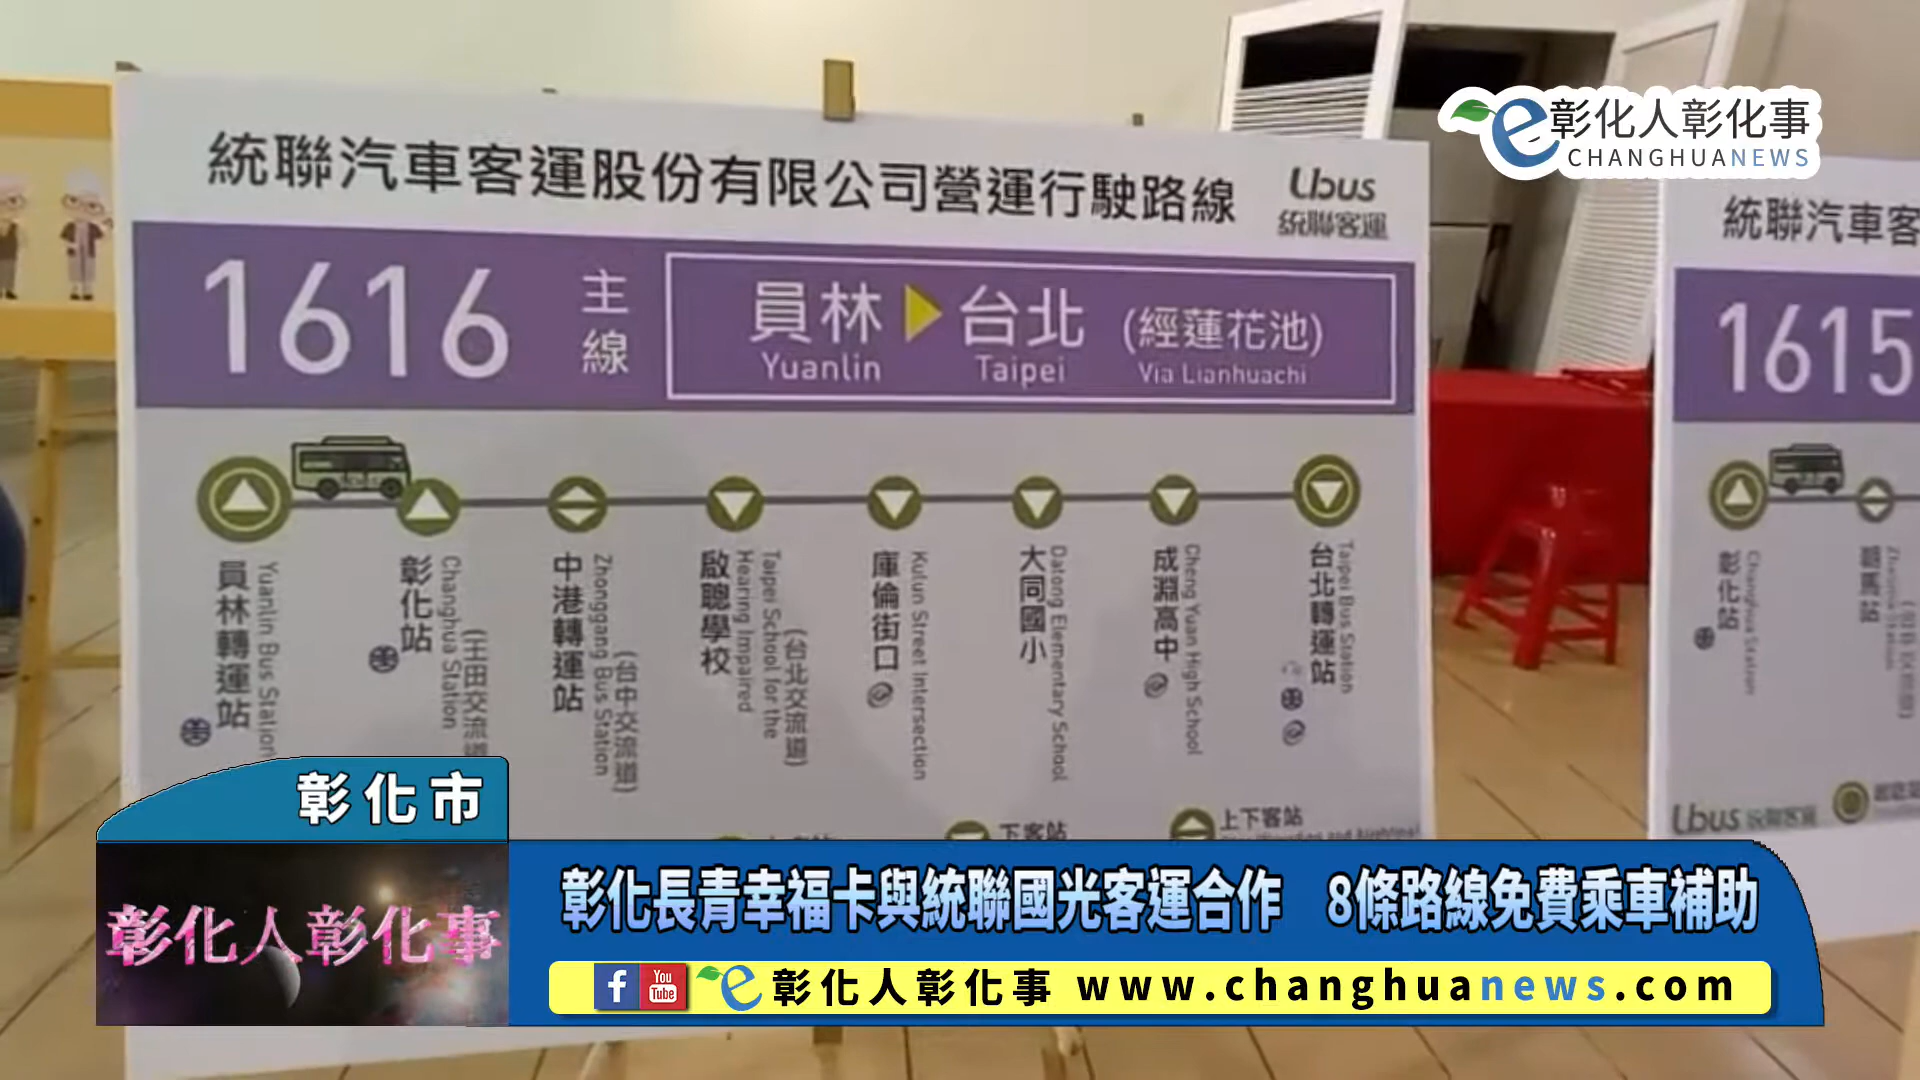 彰化人彰化事
CHANGHUANEWS
統聯汽車客運股份有限公司營運行駛路線
Ubus
統聯客運
1616
主線
員林
台北
(經蓮花池)
Yuanlin
Taipei
Via Lianhuachi
員林轉運站
Yuanlin Bus Station
彰化站
Changhua Station
中港轉運站
Zhonggang Bus Station
(台中交流道)
啟聰學校
Taipei School for the
Hearing Impaired
(台北交流道)
庫倫街口
Kulun Street Intersection
大同國小
Datong Elementary School
成淵高中
Cheng Yuan High School
台北轉運站
Taipei Bus Station
下客站
上下客站
統聯汽車客
1615
彰化站
Changhua Station
Ubus 統聯客運
彰化市
彰化人彰化事
彰化長青幸福卡與統聯國光客運合作 8條路線免費乘車補助
f You Tube e 彰化人彰化事 www.changhuanews.com